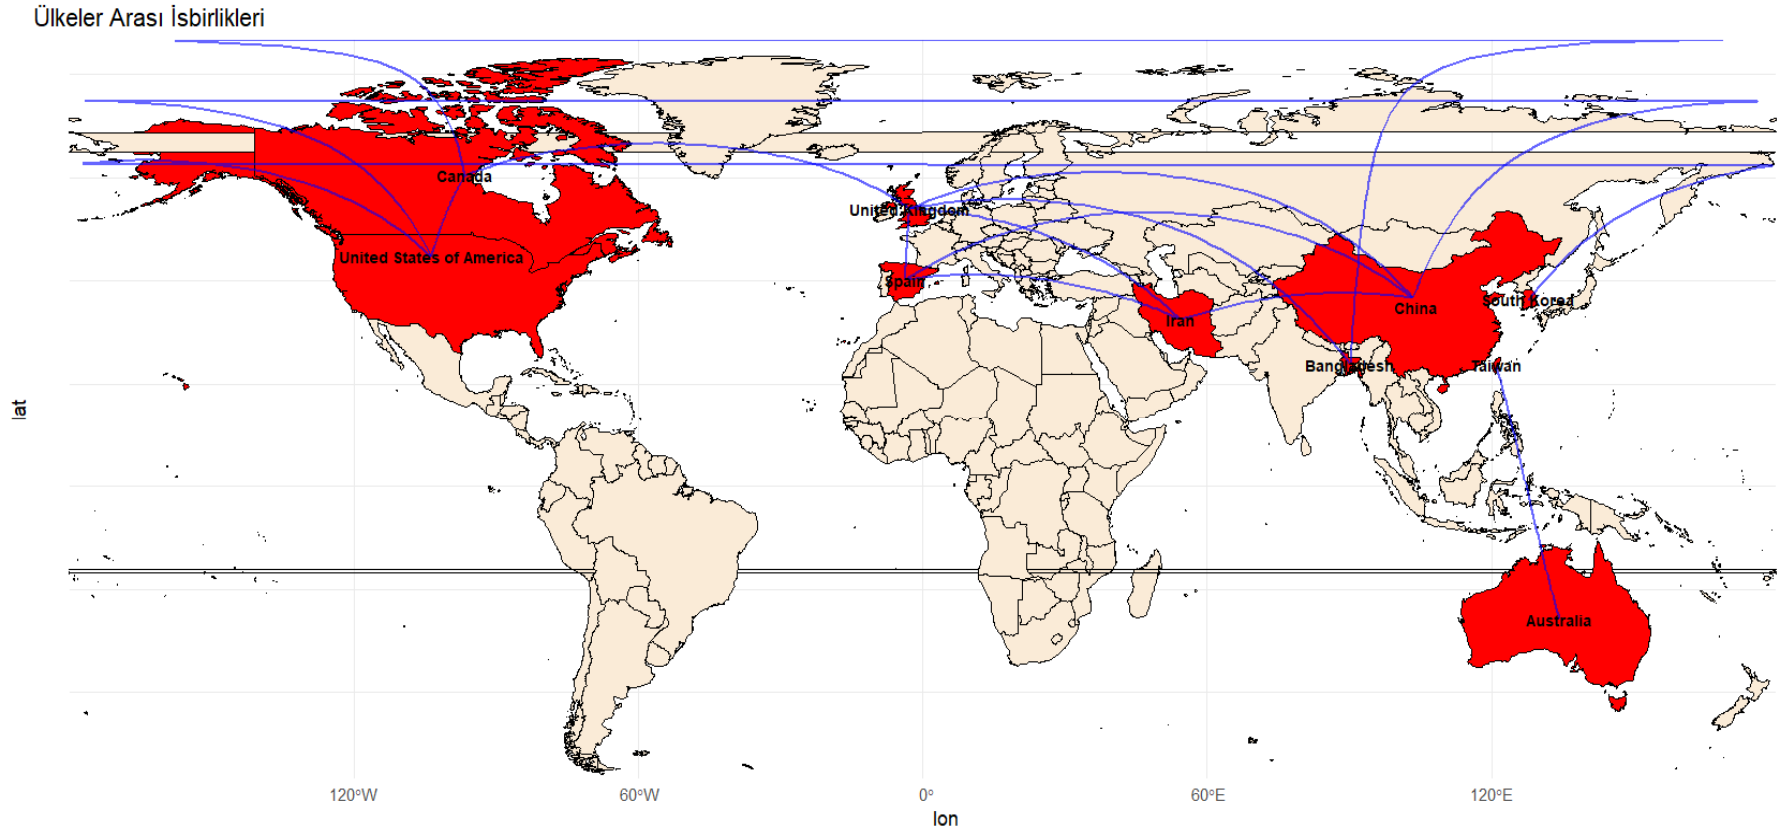 Ülkeler Arası İsbirlikleri
Canada
United Kingdom
United States of America
Spain
South Korea
China
Iran
Bangladesh
Taiwan
lat
Australia
120°W
60°W
0°
60°E
120°E
lon